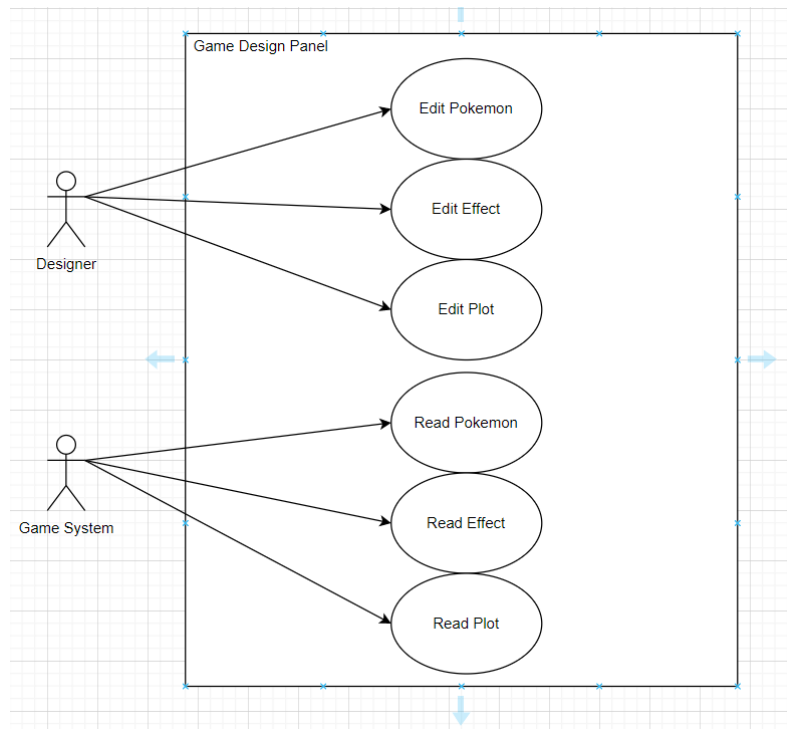 Game Design Panel
Edit Pokemon
Edit Effect
Edit Plot
Designer
Read Pokemon
Read Effect
Read Plot
Game System